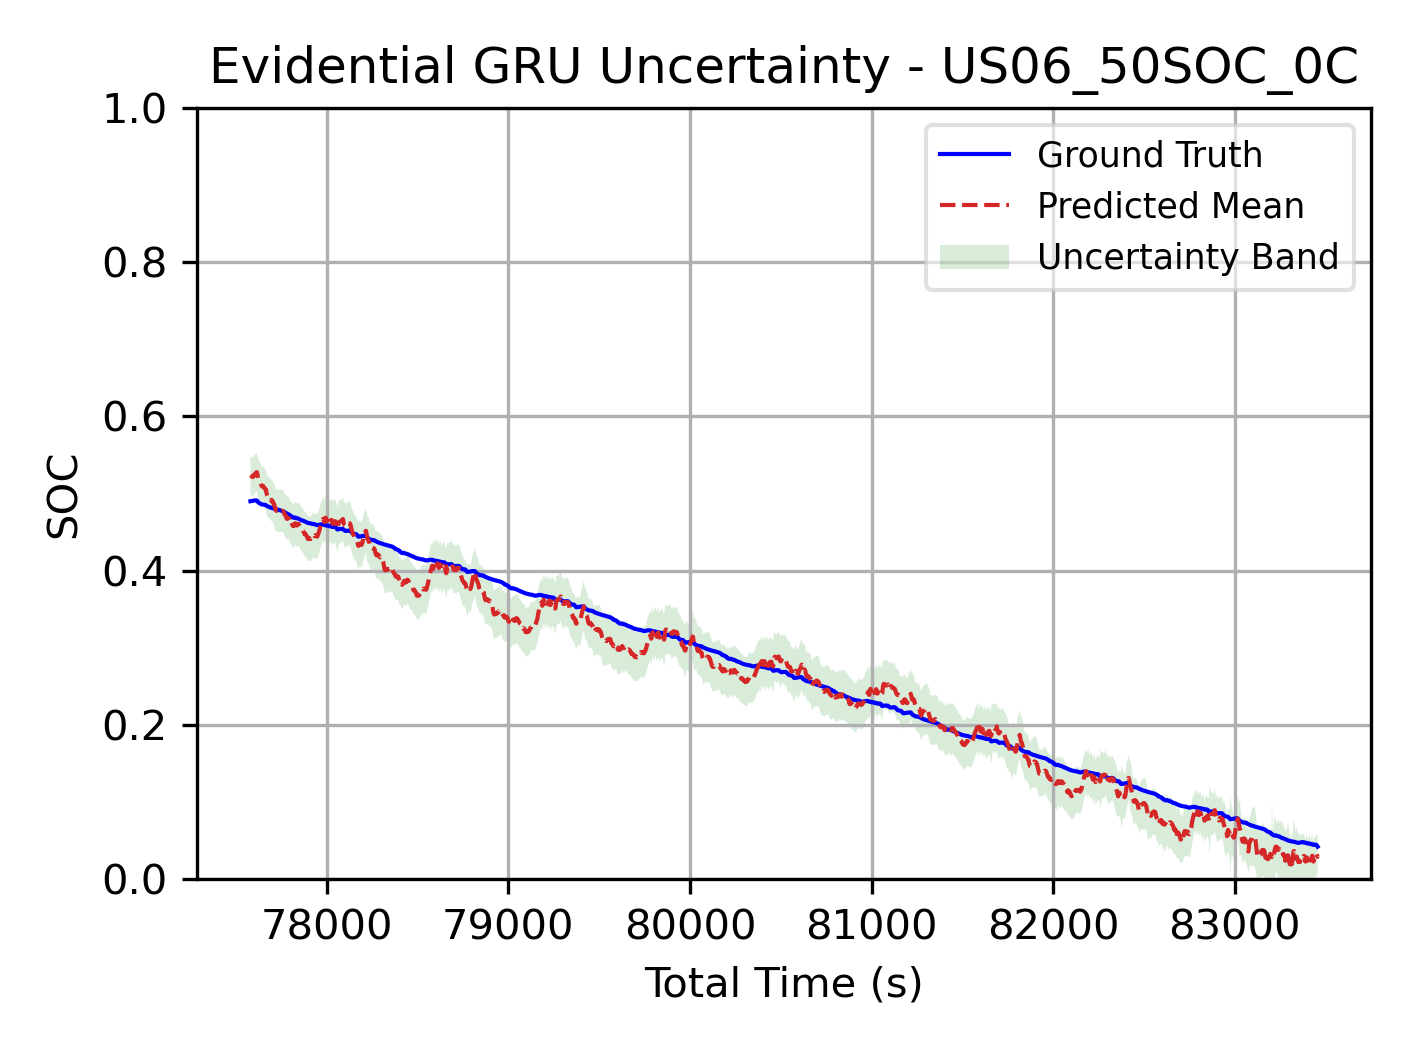 Evidential GRU Uncertainty - US06_50SOC_0C
1.0
0.8
0.6
0.4
0.2
0.0
SOC
Ground Truth
Predicted Mean
Uncertainty Band
78000 79000 80000 81000 82000 83000
Total Time (s)